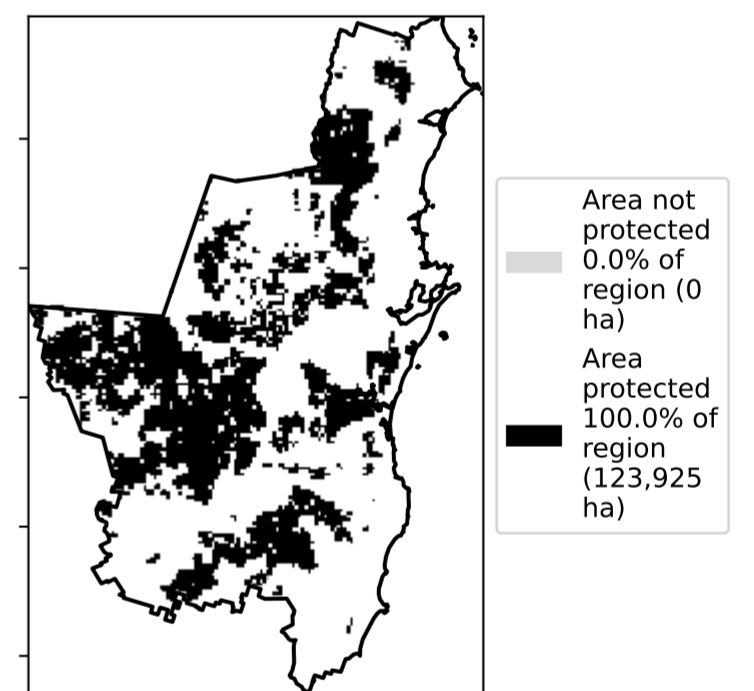 Area not
protected
0.0% of
region (0
ha)
Area
protected
100.0% of
region
(123,925
ha)